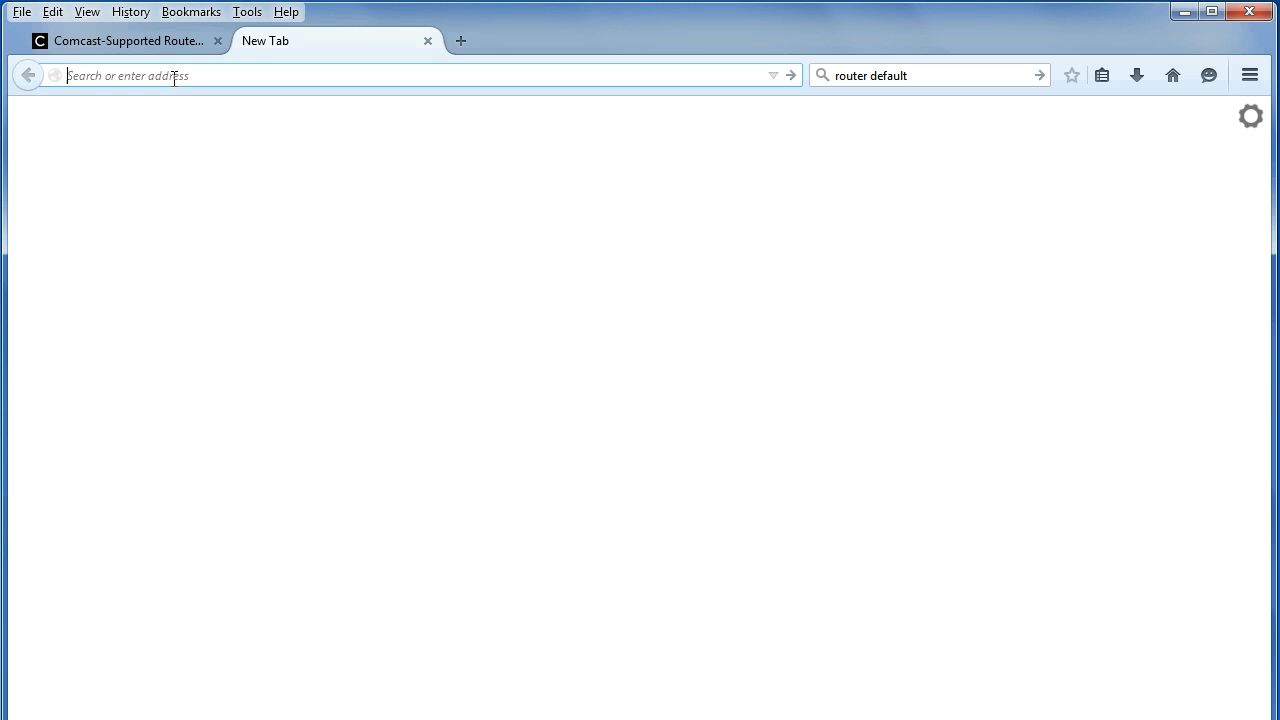 File Edit View History Bookmarks Tools Help
C Comcast-Supported Route... New Tab
Search or enter address router default